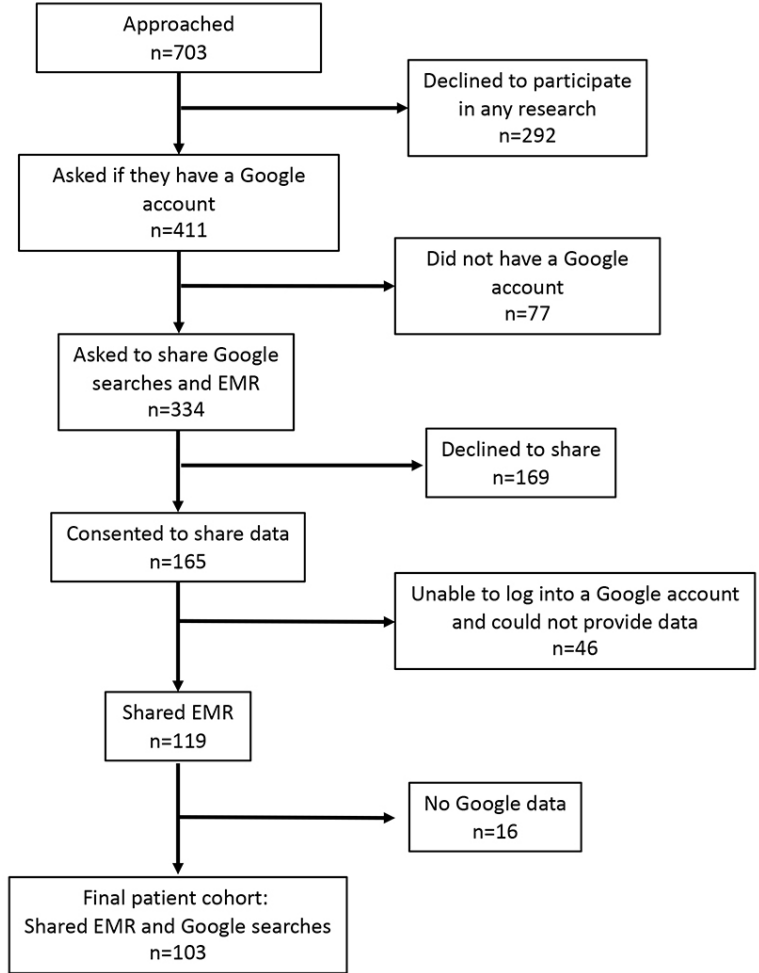 Approached
n=703
Declined to participate
in any research
n=292
Asked if they have a Google
account
n=411
Did not have a Google
account
n=77
Asked to share Google
searches and EMR
n=334
Declined to share
n=169
Consented to share data
n=165
Unable to log into a Google account
and could not provide data
n=46
Shared EMR
n=119
No Google data
n=16
Final patient cohort:
Shared EMR and Google searches
n=103